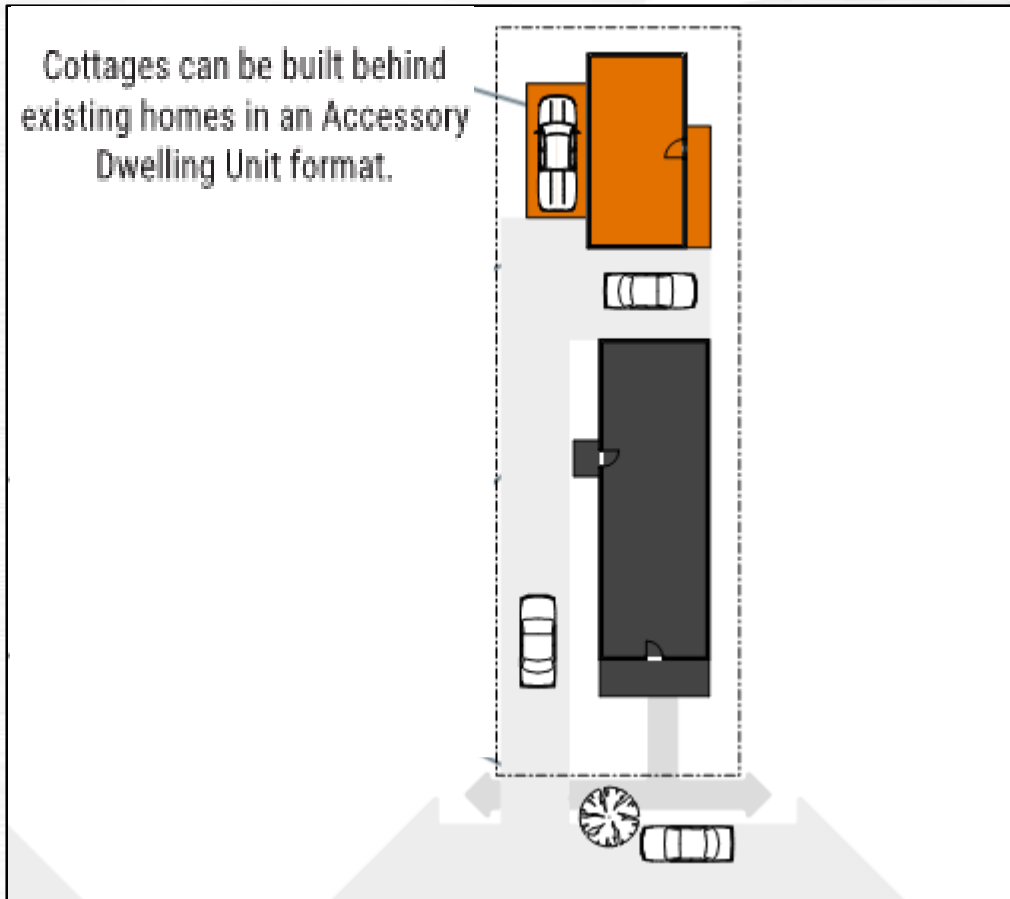 Cottages can be built behind
existing homes in an Accessory
Dwelling Unit format.